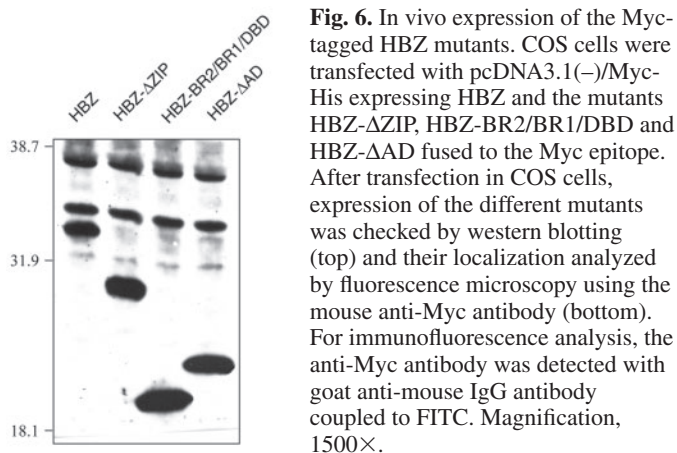 HBZ
HBZ-ΔZIP
HBZ-BR2/BR1/DBD
HBZ-ΔAD
38.7
31.9
18.1
Fig. 6. In vivo expression of the Myc-
tagged HBZ mutants. COS cells were
transfected with pcDNA3.1(–)/Myc-
His expressing HBZ and the mutants
HBZ-ΔZIP, HBZ-BR2/BR1/DBD and
HBZ-ΔAD fused to the Myc epitope.
After transfection in COS cells,
expression of the different mutants
was checked by western blotting
(top) and their localization analyzed
by fluorescence microscopy using the
mouse anti-Myc antibody (bottom).
For immunofluorescence analysis, the
anti-Myc antibody was detected with
goat anti-mouse IgG antibody
coupled to FITC. Magnification,
1500×.